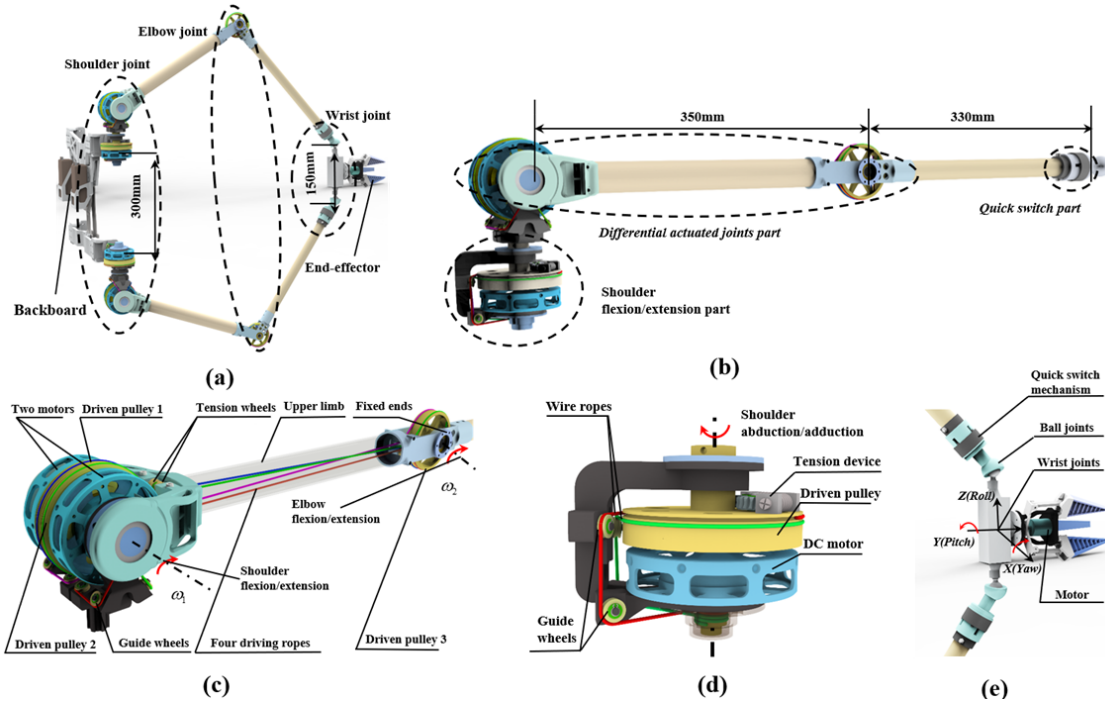 Elbow joint
Shoulder joint
Wrist joint
300mm
150mm
End-effector
Backboard
(a)
350mm
330mm
Differential actuated joints part
Quick switch part
Shoulder
flexion/extension part
(b)
Two motors
Driven pulley 1
Tension wheels
Upper limb
Fixed ends
Elbow
flexion/extension
ω2
Shoulder
flexion/extension
ω1
Driven pulley 2
Guide wheels
Four driving ropes
Driven pulley 3
(c)
Wire ropes
Shoulder
abduction/adduction
Tension device
Driven pulley
DC motor
Guide
wheels
(d)
Quick switch
mechanism
Ball joints
Wrist joints
Z(Roll)
Y(Pitch)
X(Yaw)
Motor
(e)